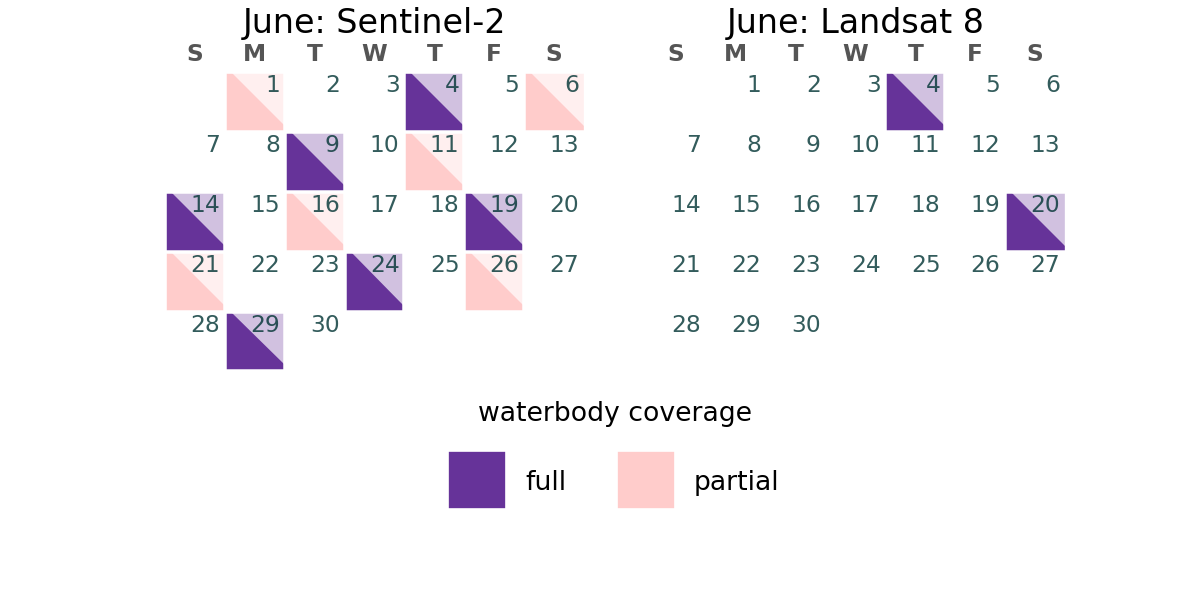 June: Sentinel-2
S M T W T F S
1 2 3 4 5 6
7 8 9 10 11 12 13
14 15 16 17 18 19 20
21 22 23 24 25 26 27
28 29 30
June: Landsat 8
S M T W T F S
1 2 3 4 5 6
7 8 9 10 11 12 13
14 15 16 17 18 19 20
21 22 23 24 25 26 27
28 29 30
waterbody coverage
full partial